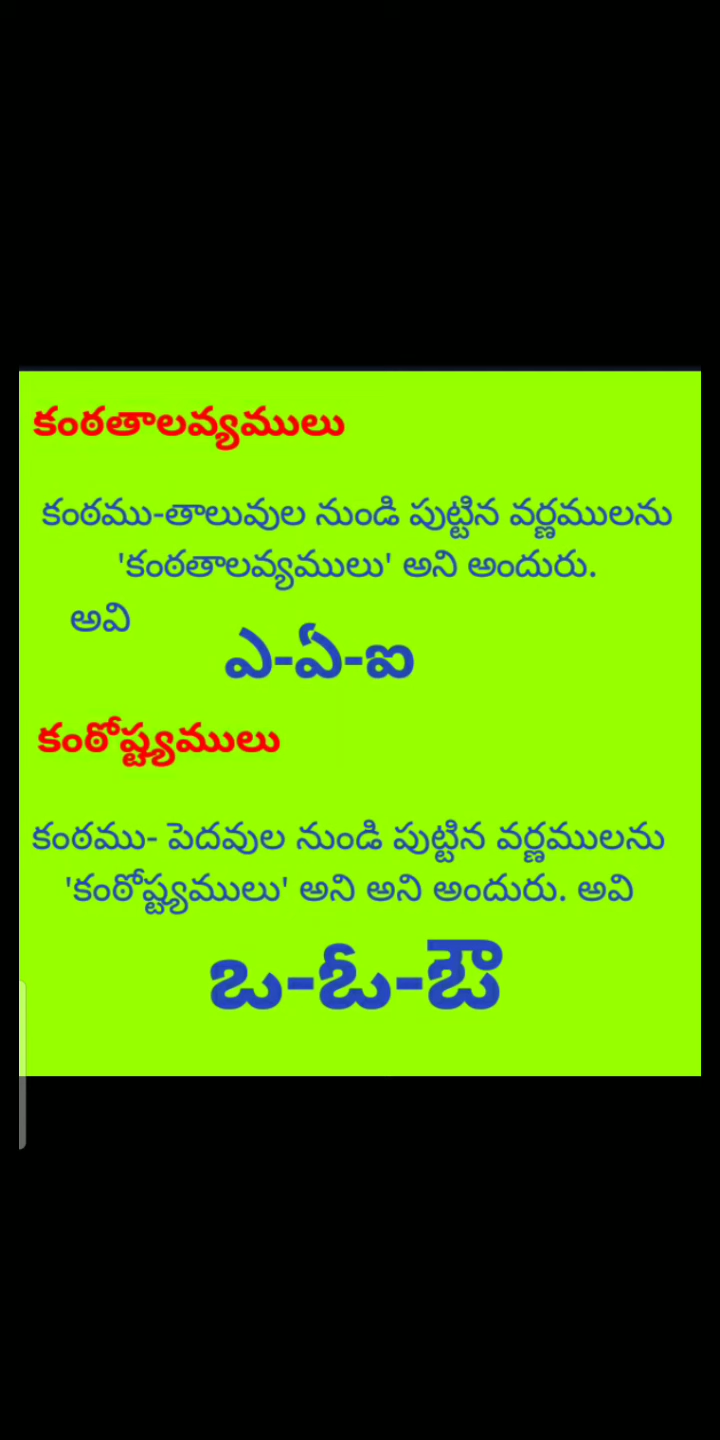 కంఠతాలవ్యములు
కంఠము-తాలువుల నుండి పుట్టిన వర్ణములను
'కంఠతాలవ్యములు' అని అందురు.
అవి
ఎ-ఏ-ఐ
కంఠోష్ట్యములు
కంఠము- పెదవుల నుండి పుట్టిన వర్ణములను
'కంఠోష్ట్యములు' అని అని అందురు. అవి
ఒ-ఓ-ఔ